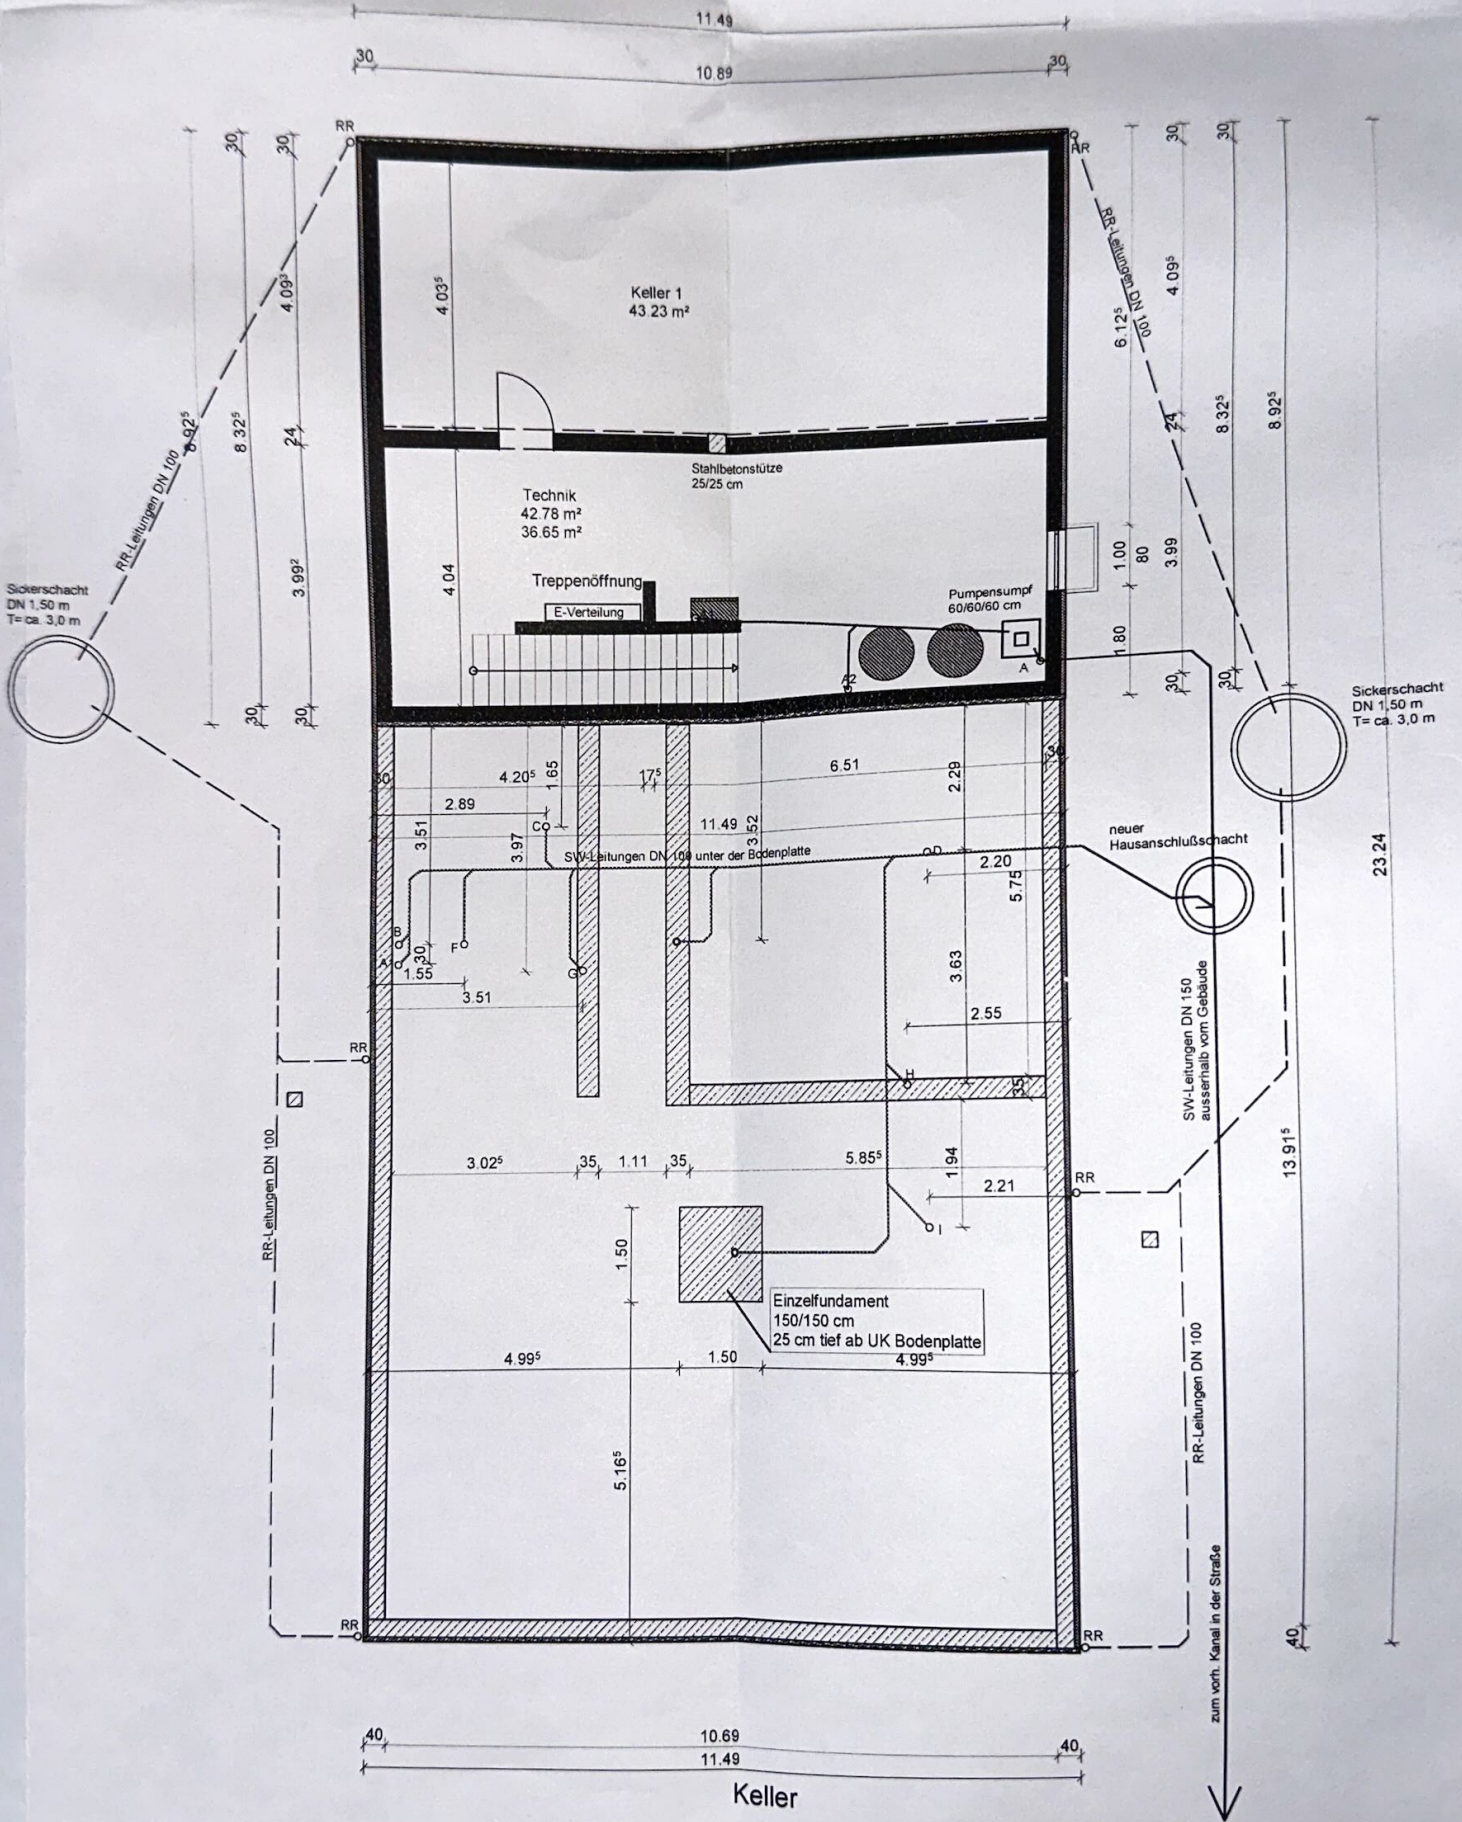 11.49
30
10.89
30
RR
RR
30
30
30
30
30
4.09³
4.03⁵
Keller 1
43.23 m²
RR-Leitungen DN 100
6.12⁵
4.09⁵
8.92⁵
8.32⁵
24
24
8.32⁵
8.92⁵
RR-Leitungen DN 100
Stahlbetonstütze
25/25 cm
Technik
42.78 m²
36.65 m²
3.99²
4.04
Treppenöffnung
E-Verteilung
Pumpensumpf
60/60/60 cm
1.00
80
3.99
1.80
A
A2
Sickerschacht
DN 1,50 m
T= ca. 3,0 m
30
30
30
30
Sickerschacht
DN 1,50 m
T= ca. 3,0 m
30
4.20⁵
1.65
17⁵
6.51
2.29
30
2.89
3.51
C
3.97
11.49
3.52
SW-Leitungen DN 100 unter der Bodenplatte
D
2.20
5.75
neuer
Hausanschlußschacht
23.24
B
A
30
F
G
1.55
3.51
3.63
2.55
SW-Leitungen DN 150
ausserhalb vom Gebäude
RR
H
35
RR-Leitungen DN 100
3.02⁵
35
1.11
35
5.85⁵
1.94
2.21
RR
13.91⁵
I
1.50
Einzelfundament
150/150 cm
25 cm tief ab UK Bodenplatte
4.99⁵
1.50
4.99⁵
RR-Leitungen DN 100
5.16⁵
zum vorh. Kanal in der Straße
RR
RR
40
40
10.69
40
11.49
Keller